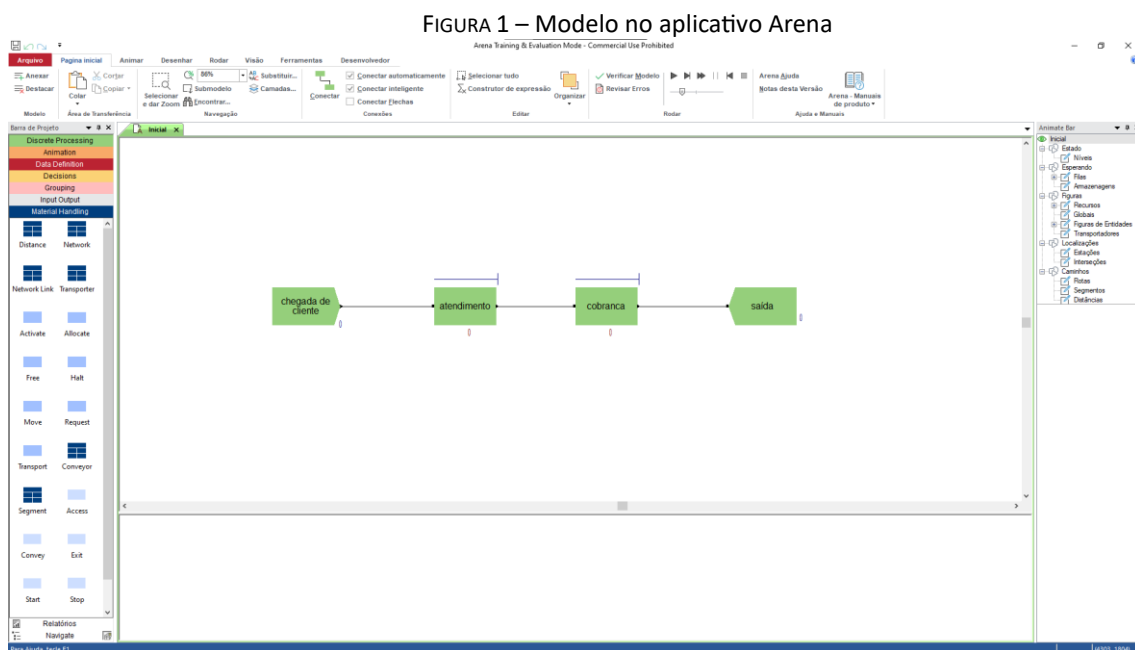 FIGURA 1 – Modelo no aplicativo Arena
Arena Training & Evaluation Mode - Commercial Use Prohibited
Arquivo Pagina inicial Animar Desenhar Rodar Visão Ferramentas Desenvolvedor
Anexar
Destacar
Modelo
Colar
Cortar
Copiar
Área de Transferência
Selecionar e dar Zoom
86%
Submodelo
Encontrar...
Substituir...
Camadas...
Navegação
Conectar
Conectar automaticamente
Conectar inteligente
Conectar Flechas
Conexões
Selecionar tudo
Construtor de expressão
Organizar
Editar
Verificar Modelo
Revisar Erros
Rodar
Arena Ajuda
Notas desta Versão
Arena - Manuais de produto
Ajuda e Manuais
Barra de Projeto
Discrete Processing
Animation
Data Definition
Decisions
Grouping
Input Output
Material Handling
Distance Network
Network Link Transporter
Activate Allocate
Free Halt
Move Request
Transport Conveyor
Segment Access
Convey Exit
Start Stop
Relatórios
Navigate
Inicial
chegada de
cliente
0
atendimento
0
cobranca
0
saída
0
Animate Bar
Inicial
Estado
Níveis
Esperando
Filas
Armazenagens
Figuras
Recursos
Globais
Figuras de Entidades
Transportadores
Localizações
Estações
Interseções
Caminhos
Rotas
Segmentos
Distâncias
Para Ajuda, tecle F1